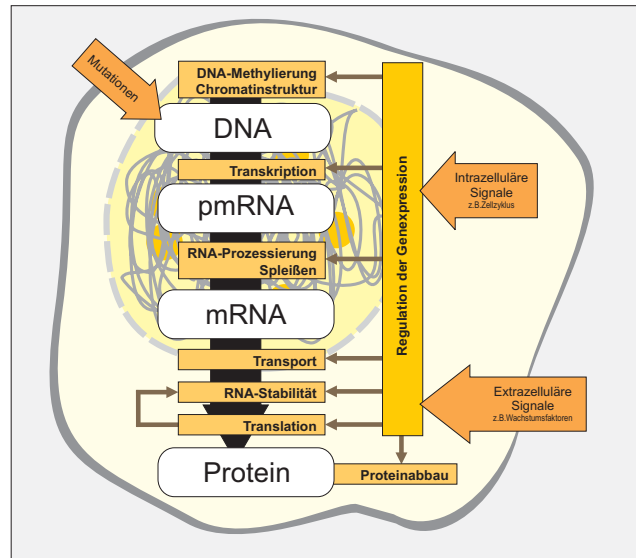 Mutationen
DNA-Methylierung
Chromatinstruktur
DNA
Transkription
pmRNA
RNA-Prozessierung
Spleißen
mRNA
Transport
RNA-Stabilität
Translation
Protein
Proteinabbau
Regulation der Genexpression
Intrazelluläre
Signale
z.B.Zellzyklus
Extrazelluläre
Signale
z.B.Wachstumsfaktoren